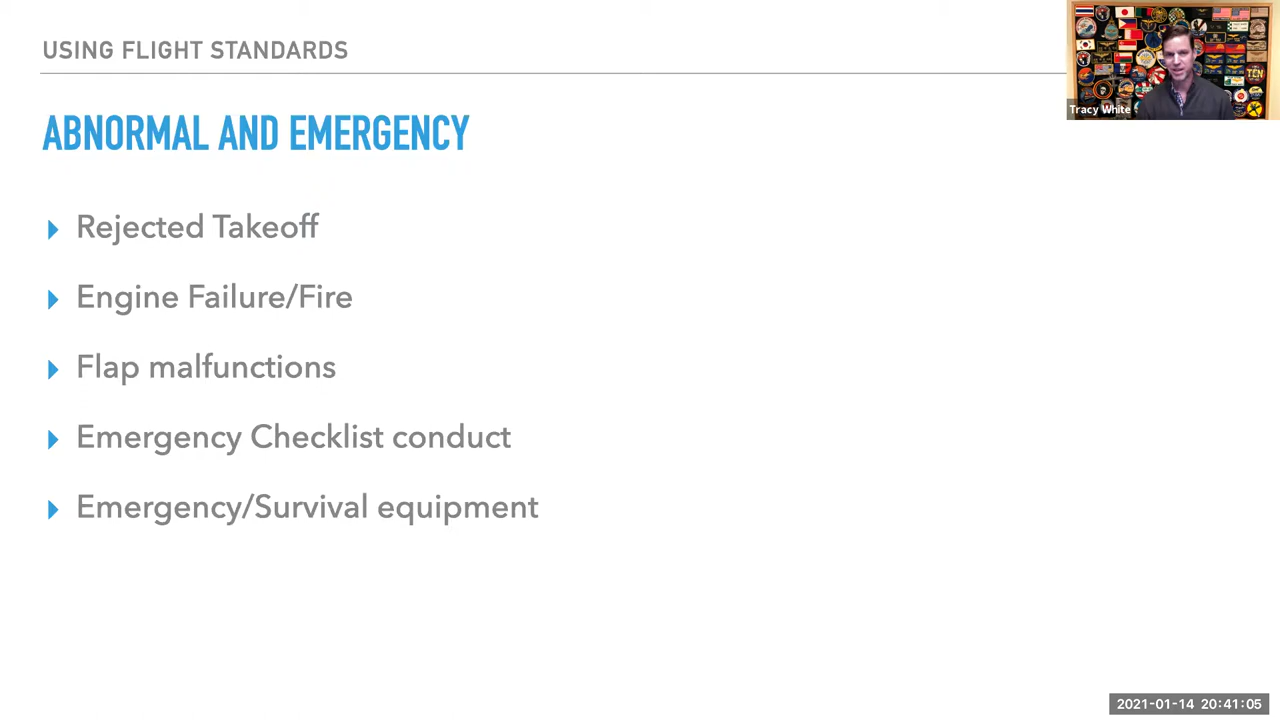 USING FLIGHT STANDARDS
ABNORMAL AND EMERGENCY
Rejected Takeoff
Engine Failure/Fire
Flap malfunctions
Emergency Checklist conduct
Emergency/Survival equipment
Tracy White
TCN
2021-01-14 20:41:05